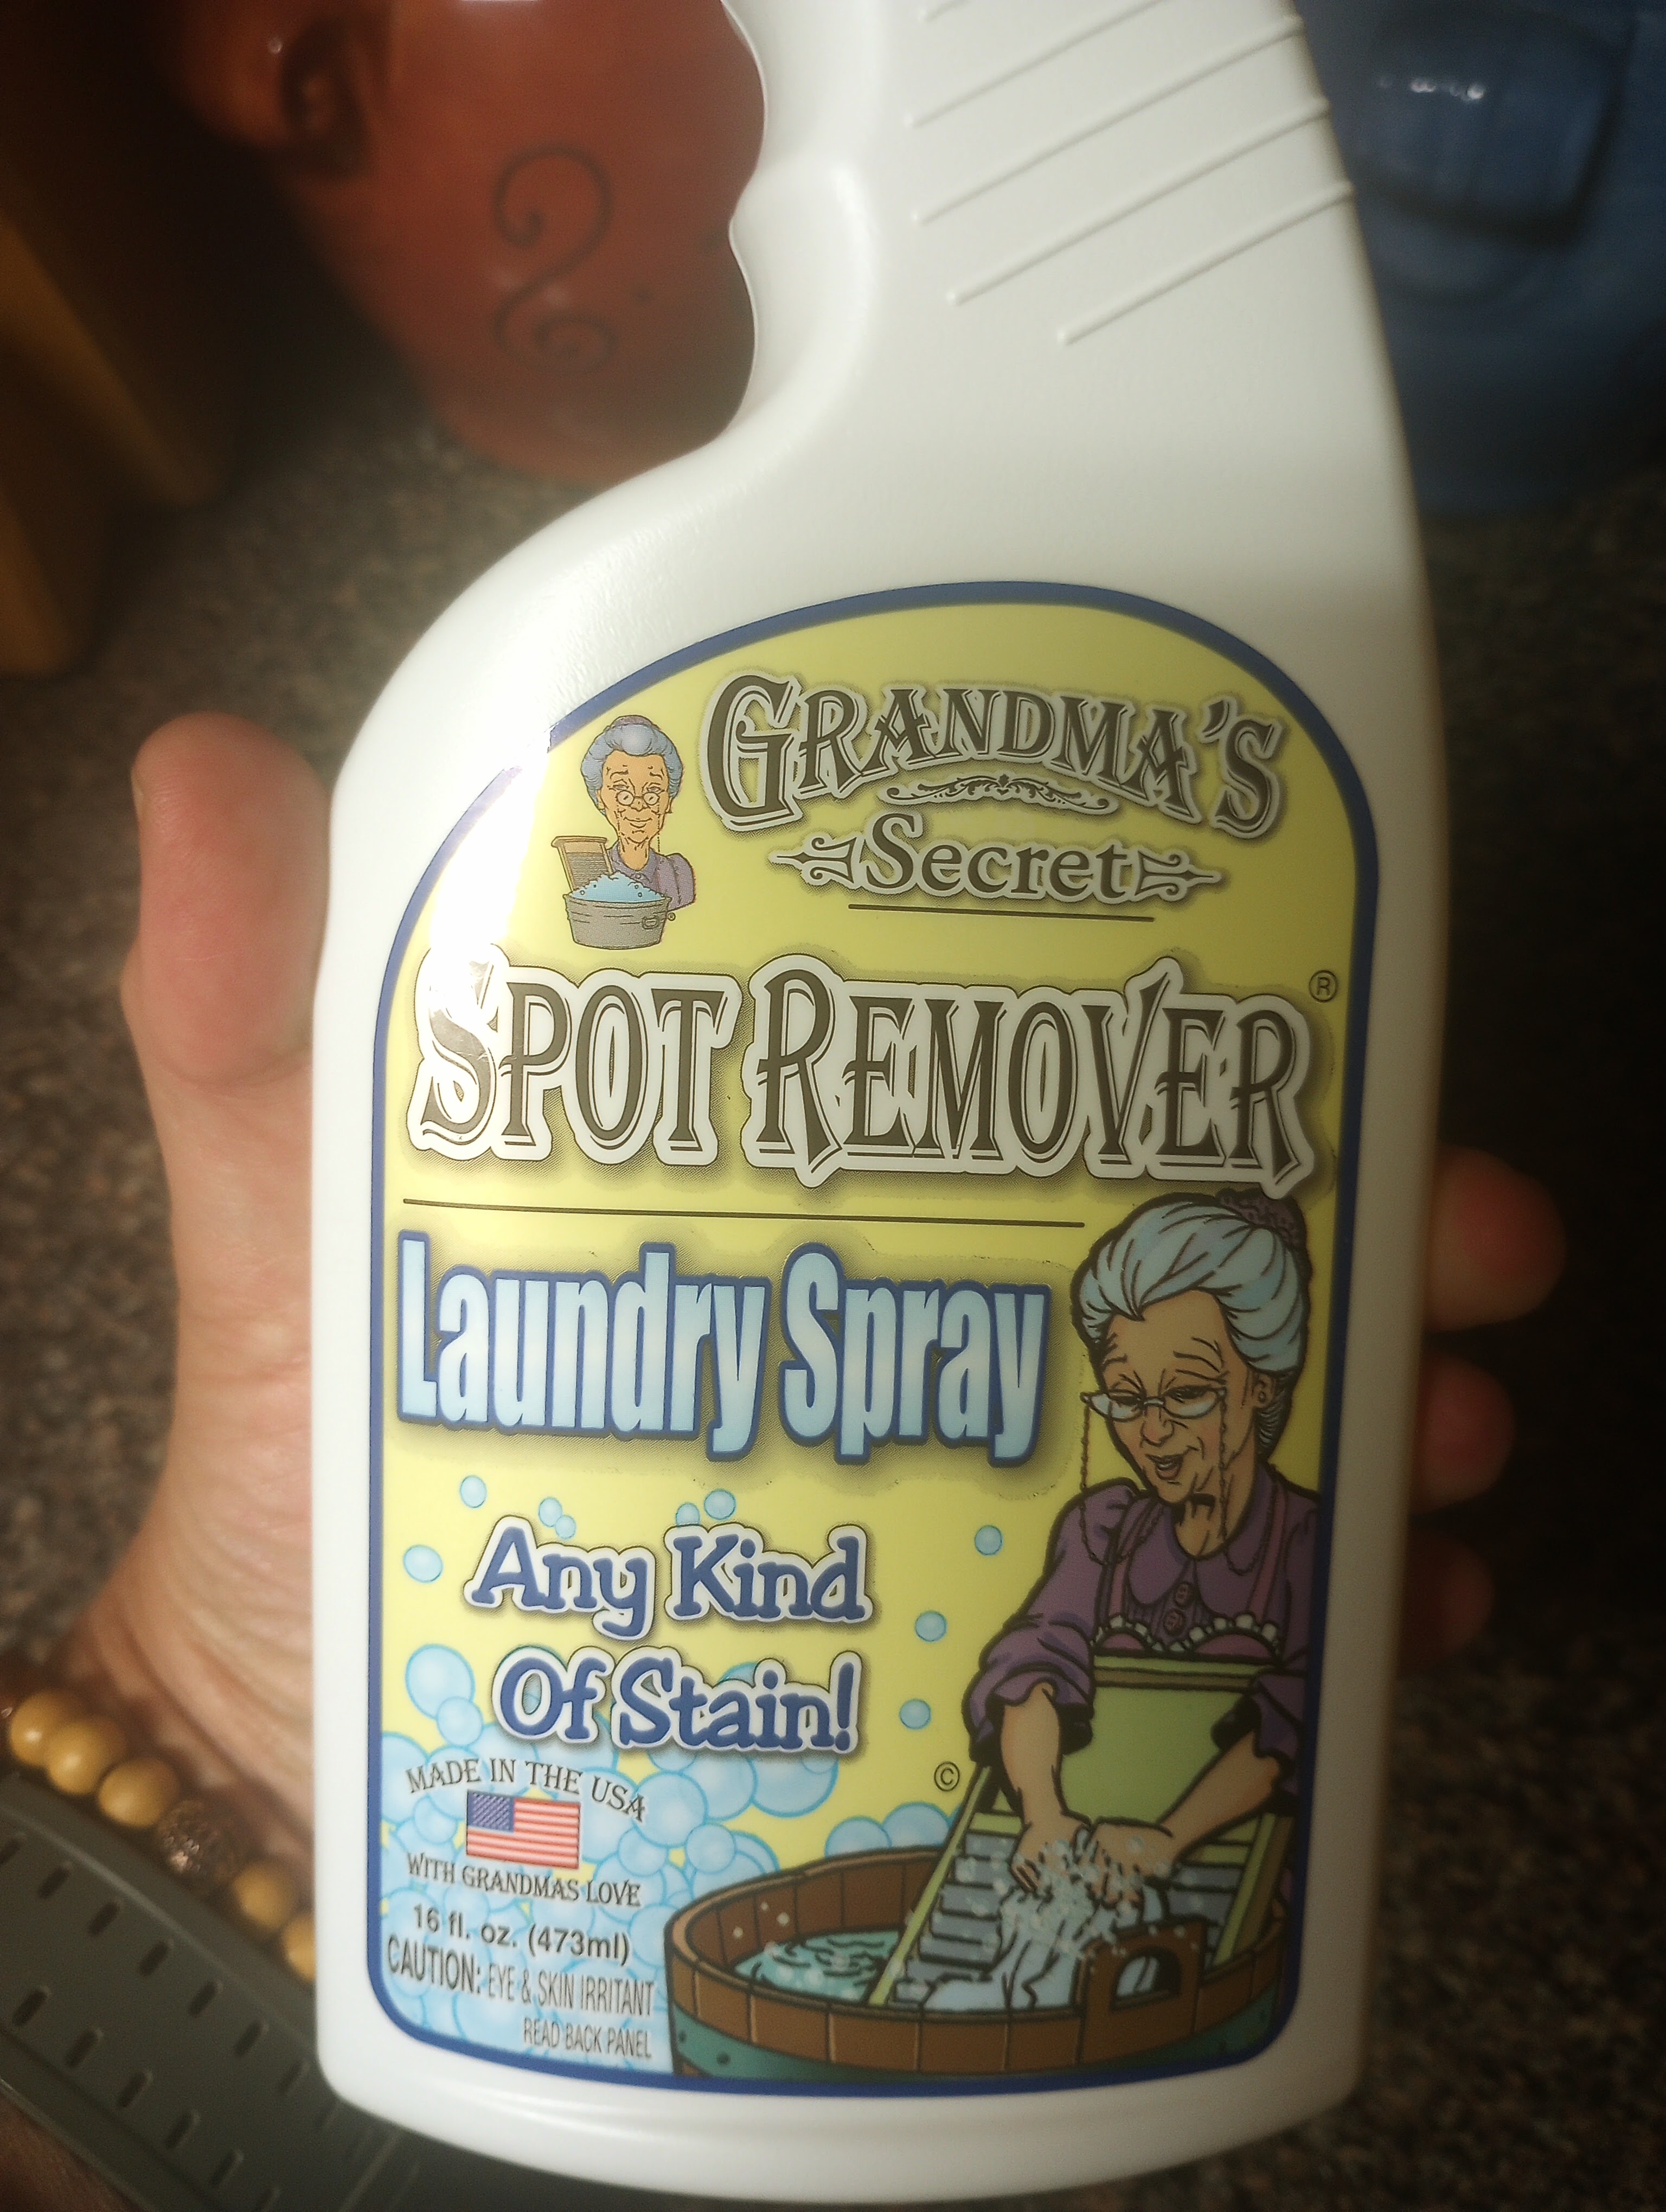 GRANDMA'S
Secret
SPOT REMOVER ®
Laundry Spray
Any Kind
Of Stain!
©
MADE IN THE USA
WITH GRANDMAS LOVE
16 fl. oz. (473ml)
CAUTION: EYE & SKIN IRRITANT
READ BACK PANEL